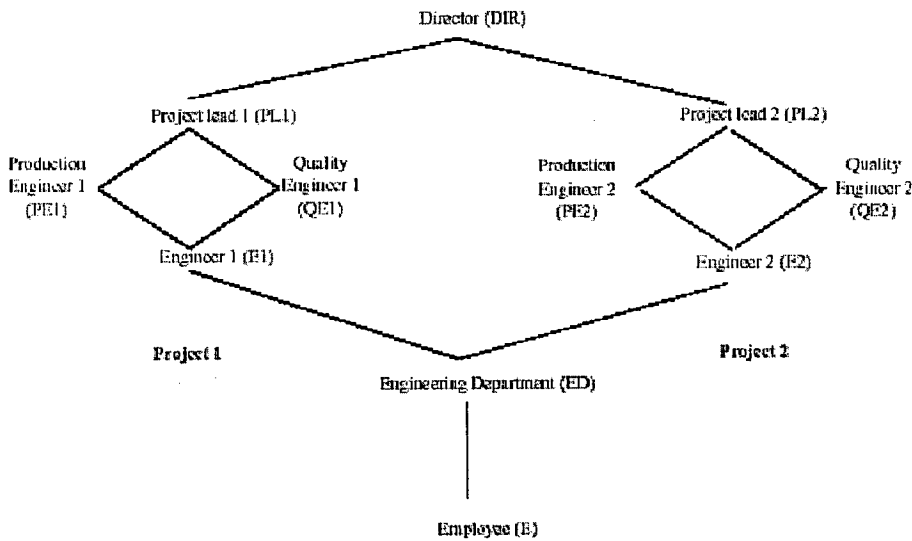 Director (DIR)
Project lead 1 (PL1)
Project lead 2 (PL2)
Production
Engineer 1
(PE1)
Quality
Engineer 1
(QE1)
Production
Engineer 2
(PE2)
Quality
Engineer 2
(QE2)
Engineer 1 (E1)
Engineer 2 (E2)
Project 1
Project 2
Engineering Department (ED)
Employee (E)